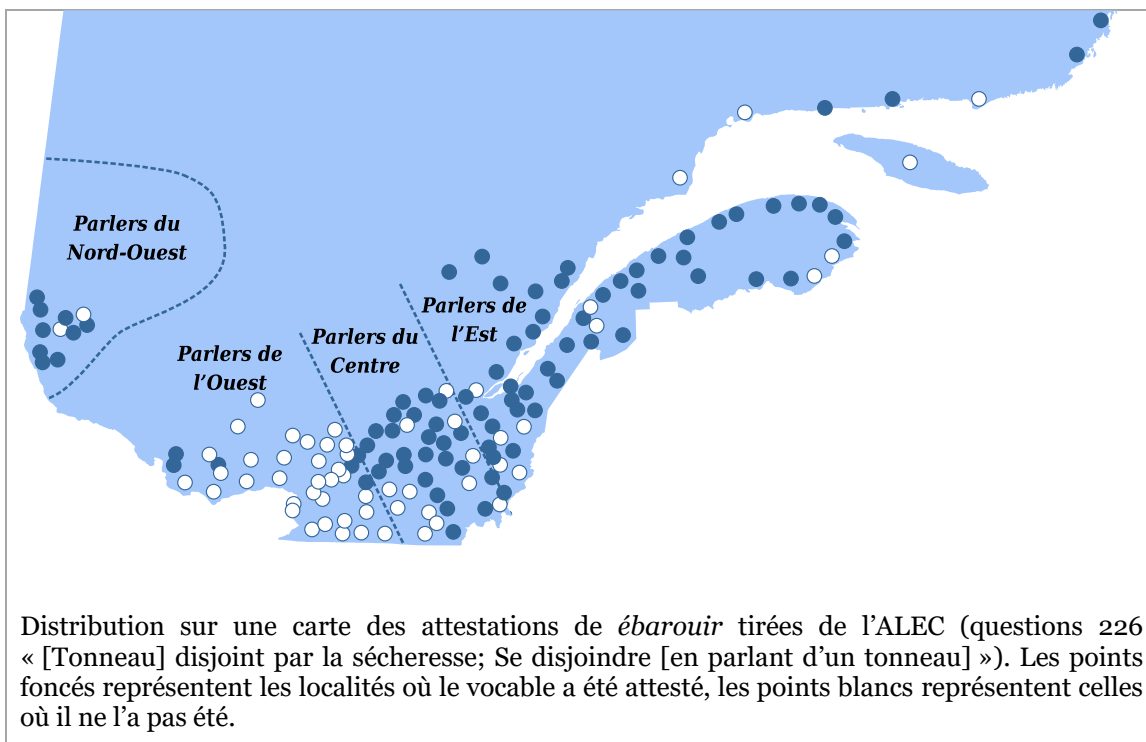 Parlers du
Nord-Ouest
Parlers de
l’Ouest
Parlers du
Centre
Parlers de
l’Est
Distribution sur une carte des attestations de ébarouir tirées de l’ALEC (questions 226
« [Tonneau] disjoint par la sécheresse; Se disjoindre [en parlant d’un tonneau] »). Les points
foncés représentent les localités où le vocable a été attesté, les points blancs représentent celles
où il ne l’a pas été.